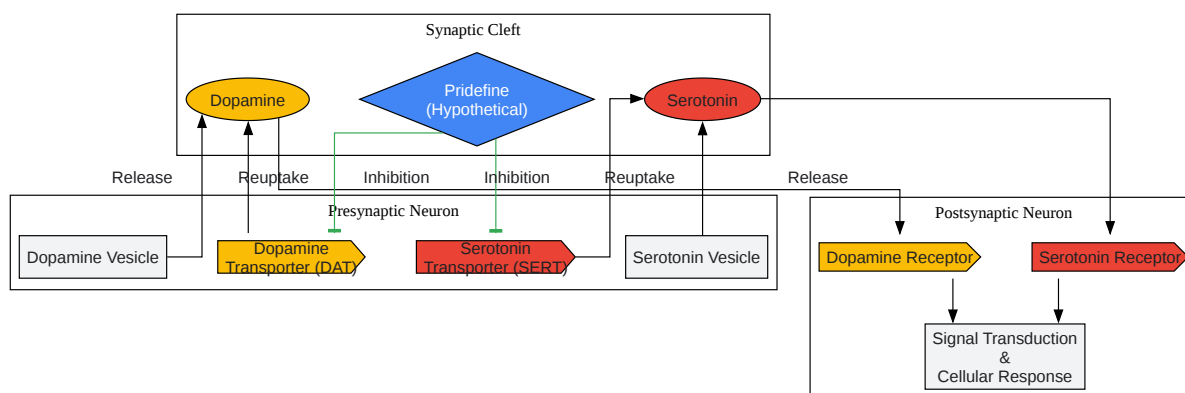 Synaptic Cleft
Dopamine
Pridefine
(Hypothetical)
Serotonin
Release
Reuptake
Inhibition
Inhibition
Reuptake
Release
Presynaptic Neuron
Dopamine Vesicle
Dopamine
Transporter (DAT)
Serotonin
Transporter (SERT)
Serotonin Vesicle
Postsynaptic Neuron
Dopamine Receptor
Serotonin Receptor
Signal Transduction
&
Cellular Response